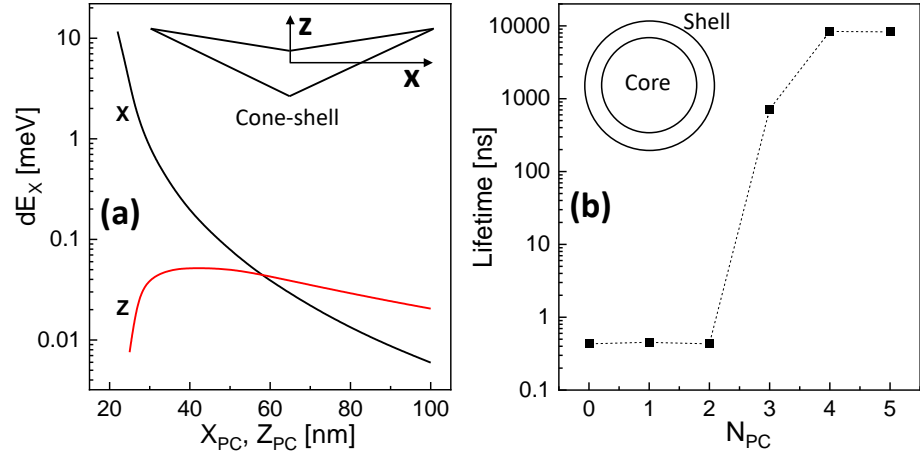 10
1
0.1
0.01
dE_X [meV]
(a)
X
Z
z
x
Cone-shell
20
40
60
80
100
X_PC, Z_PC [nm]
10000
1000
100
10
1
0.1
Lifetime [ns]
(b)
Shell
Core
0
1
2
3
4
5
N_PC